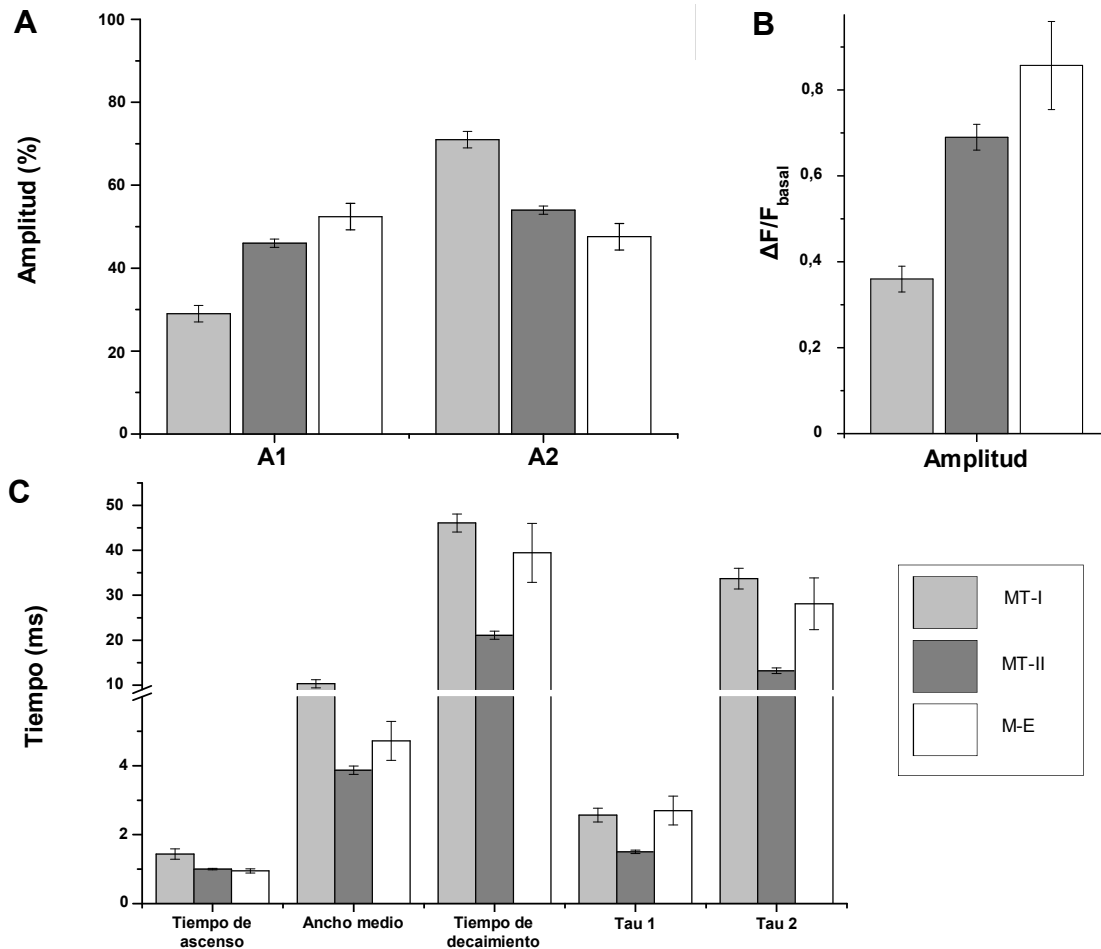 A
Amplitud (%)
100
80
60
40
20
0
A1
A2
B
ΔF/F basal
0,8
0,6
0,4
0,2
0
Amplitud
C
Tiempo (ms)
50
40
30
20
10
4
2
0
Tiempo de
ascenso
Ancho medio
Tiempo de
decaimiento
Tau 1
Tau 2
MT-I
MT-II
M-E